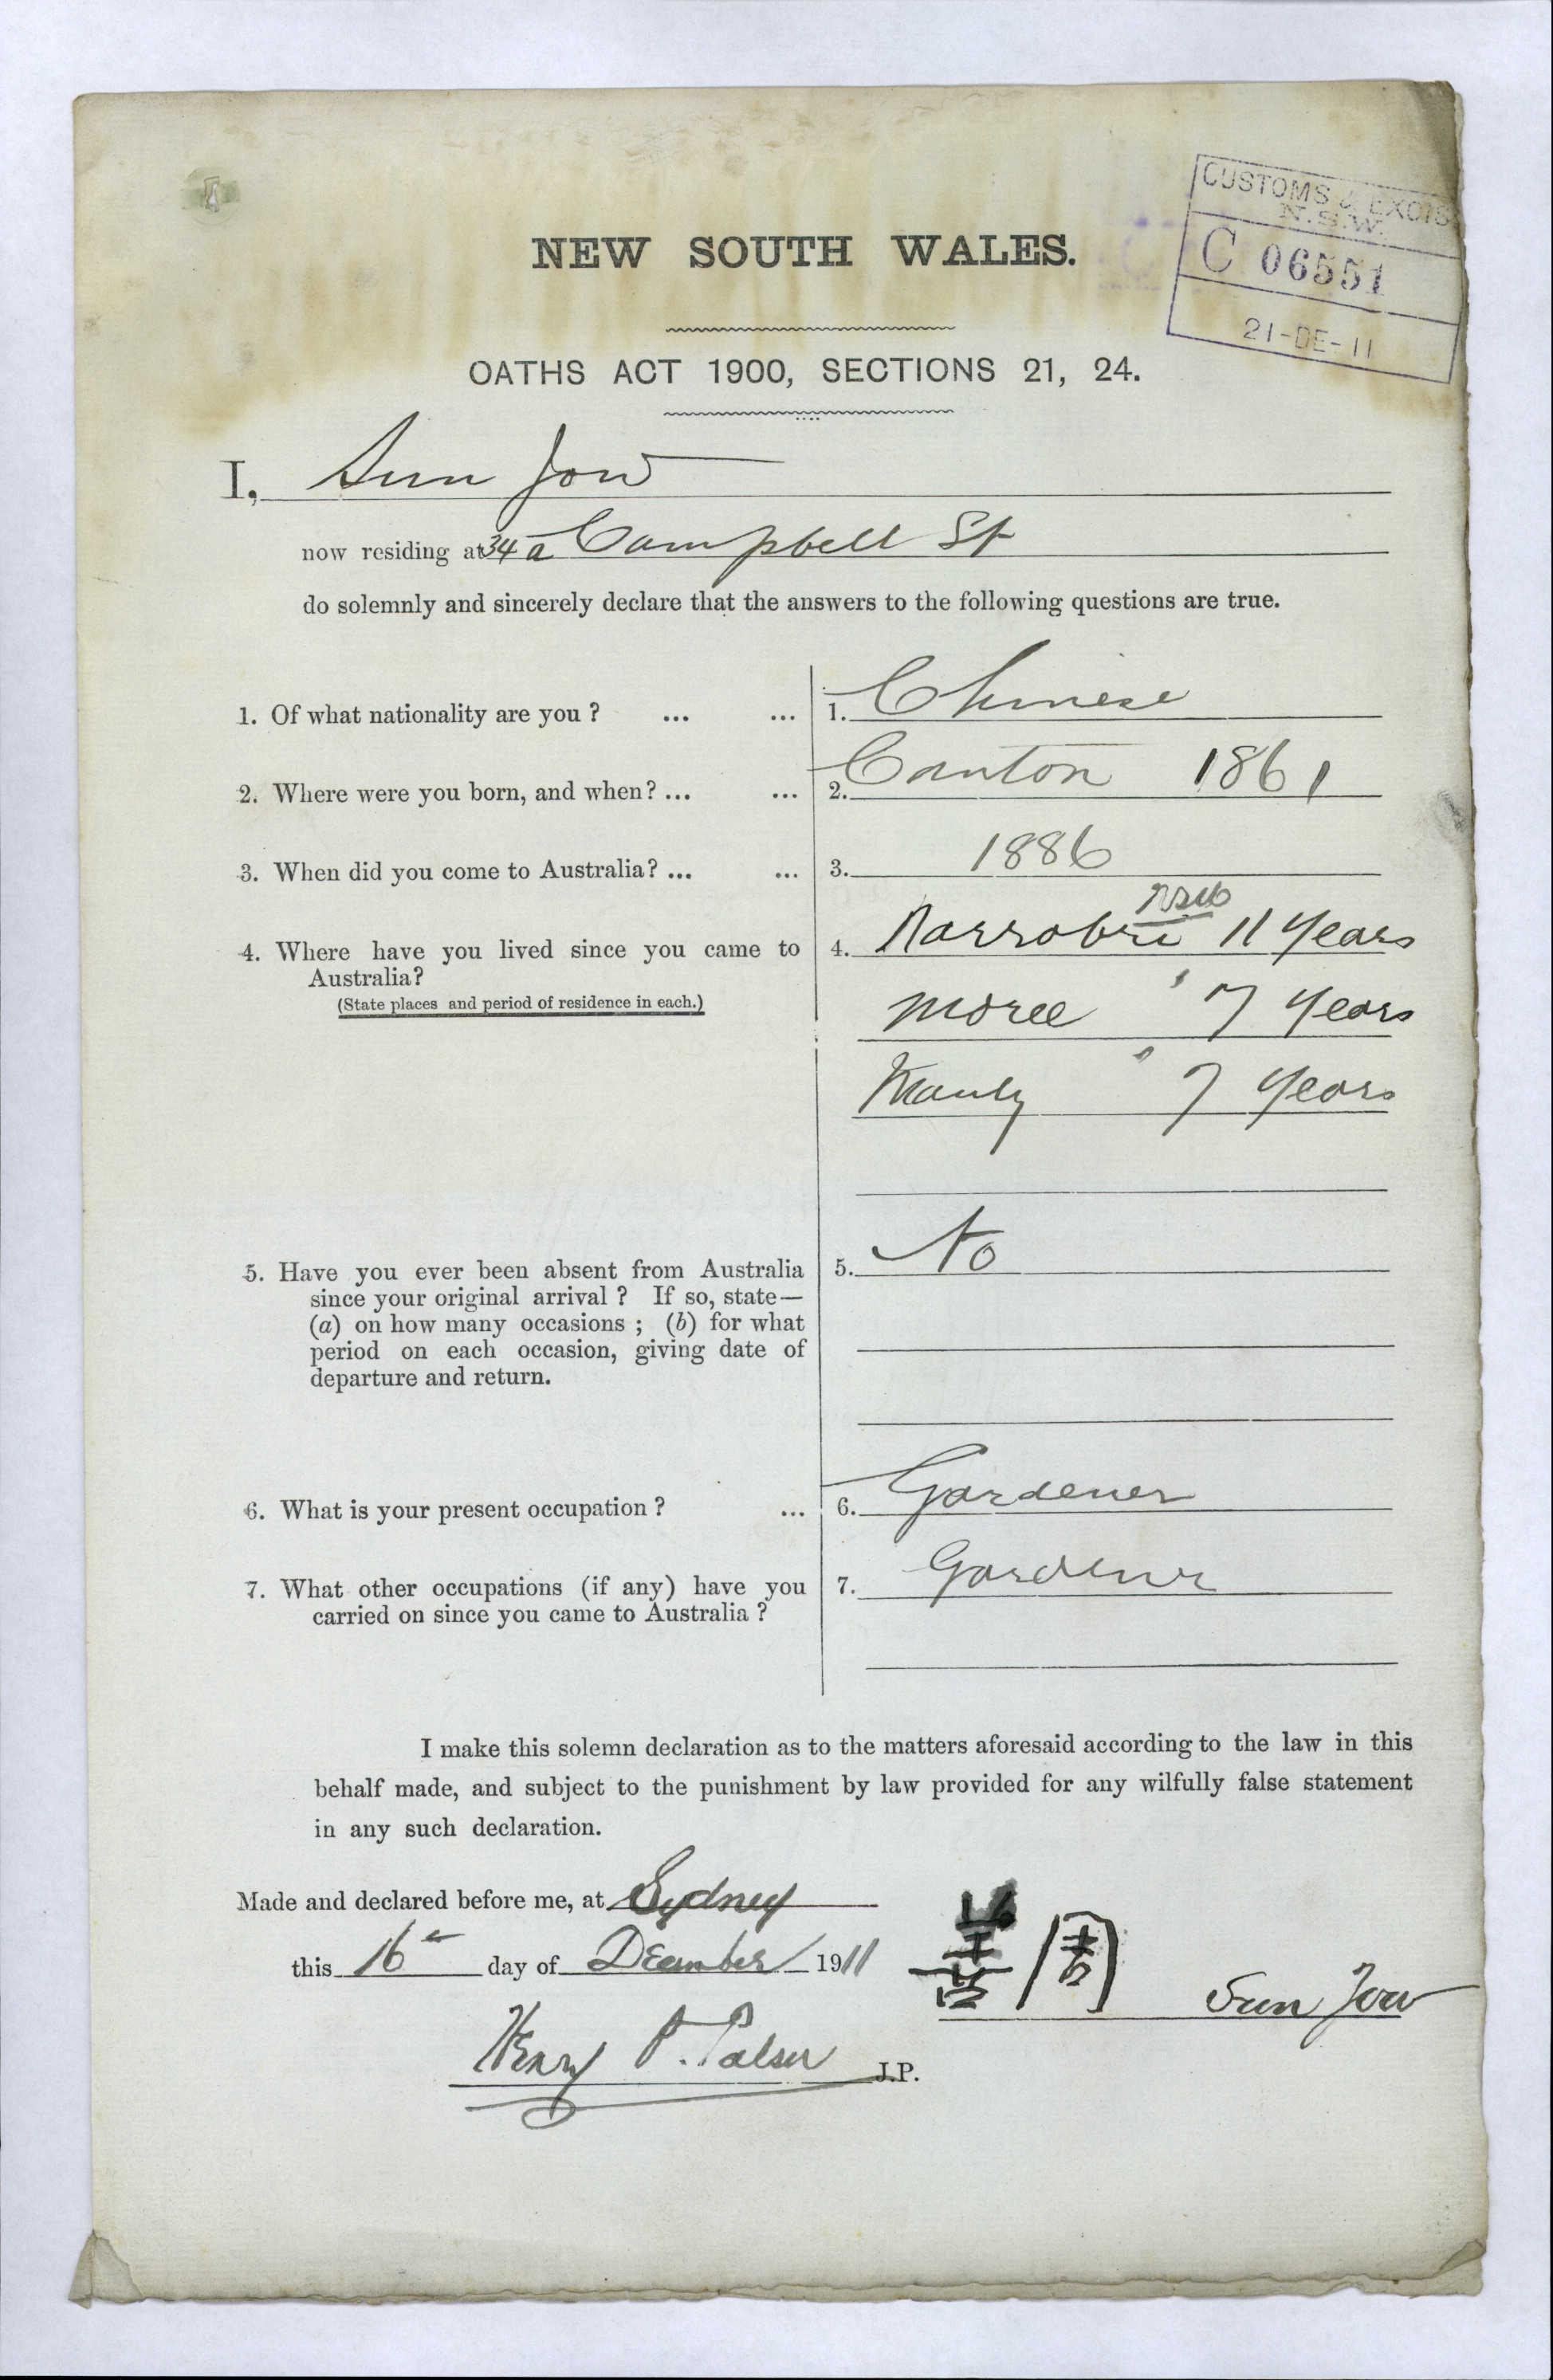 CUSTOMS & EXCIS
N.S.W.
C 06551
21-DE-11
NEW SOUTH WALES.
OATHS ACT 1900, SECTIONS 21, 24.
I, Sun Jow
now residing at 34a Campbell St
do solemnly and sincerely declare that the answers to the following questions are true.
1. Of what nationality are you ? ... ... 1. Chinese
2. Where were you born, and when? ... ... 2. Canton 1861
3. When did you come to Australia? ... ... 3. 1886
NSW
4. Where have you lived since you came to 4. Narrabri 11 Years
Australia?
(State places and period of residence in each.)
Moree " 7 Years
Manly " 7 Years
5. Have you ever been absent from Australia 5. No
since your original arrival ? If so, state—
(a) on how many occasions ; (b) for what
period on each occasion, giving date of
departure and return.
6. What is your present occupation ? ... 6. Gardener
7. What other occupations (if any) have you 7. Gardener
carried on since you came to Australia ?
I make this solemn declaration as to the matters aforesaid according to the law in this
behalf made, and subject to the punishment by law provided for any wilfully false statement
in any such declaration.
Made and declared before me, at Sydney
this 16th day of December 1911
周 Sun Jow
Henry P. Palser J.P.